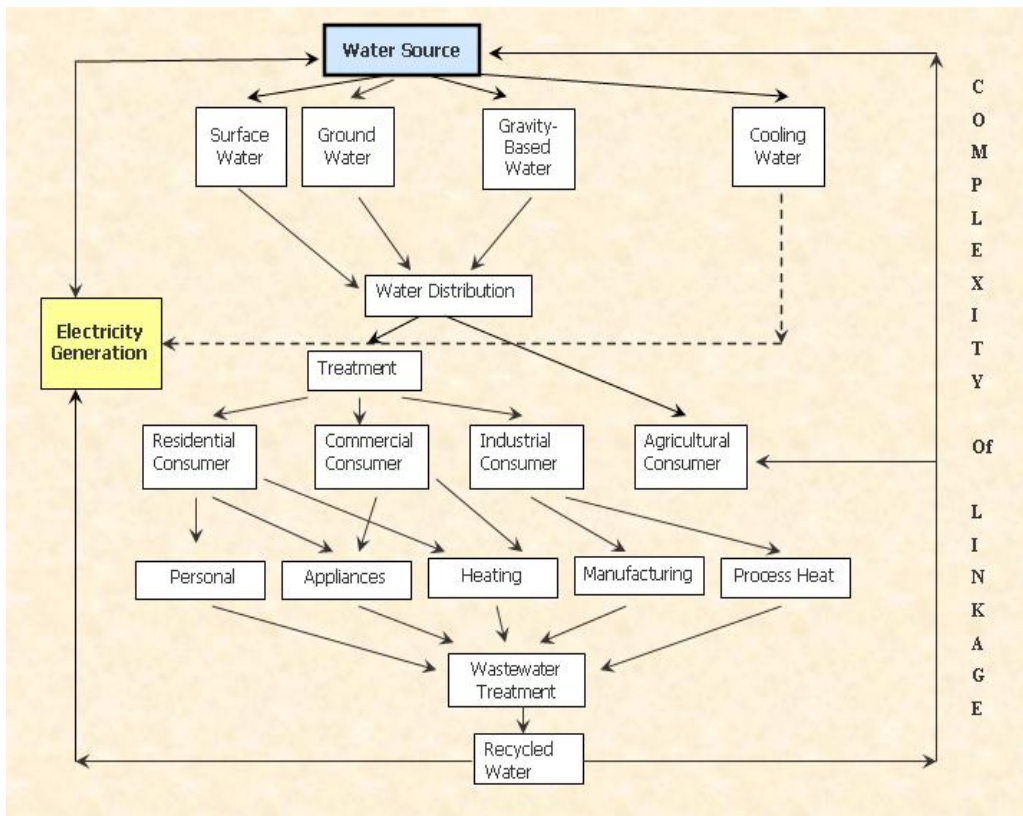 Water Source
Surface
Water
Ground
Water
Gravity-
Based
Water
Cooling
Water
Water Distribution
Electricity
Generation
Treatment
Residential
Consumer
Commercial
Consumer
Industrial
Consumer
Agricultural
Consumer
Personal
Appliances
Heating
Manufacturing
Process Heat
Wastewater
Treatment
Recycled
Water
C
O
M
P
L
E
X
I
T
Y
Of
L
I
N
K
A
G
E